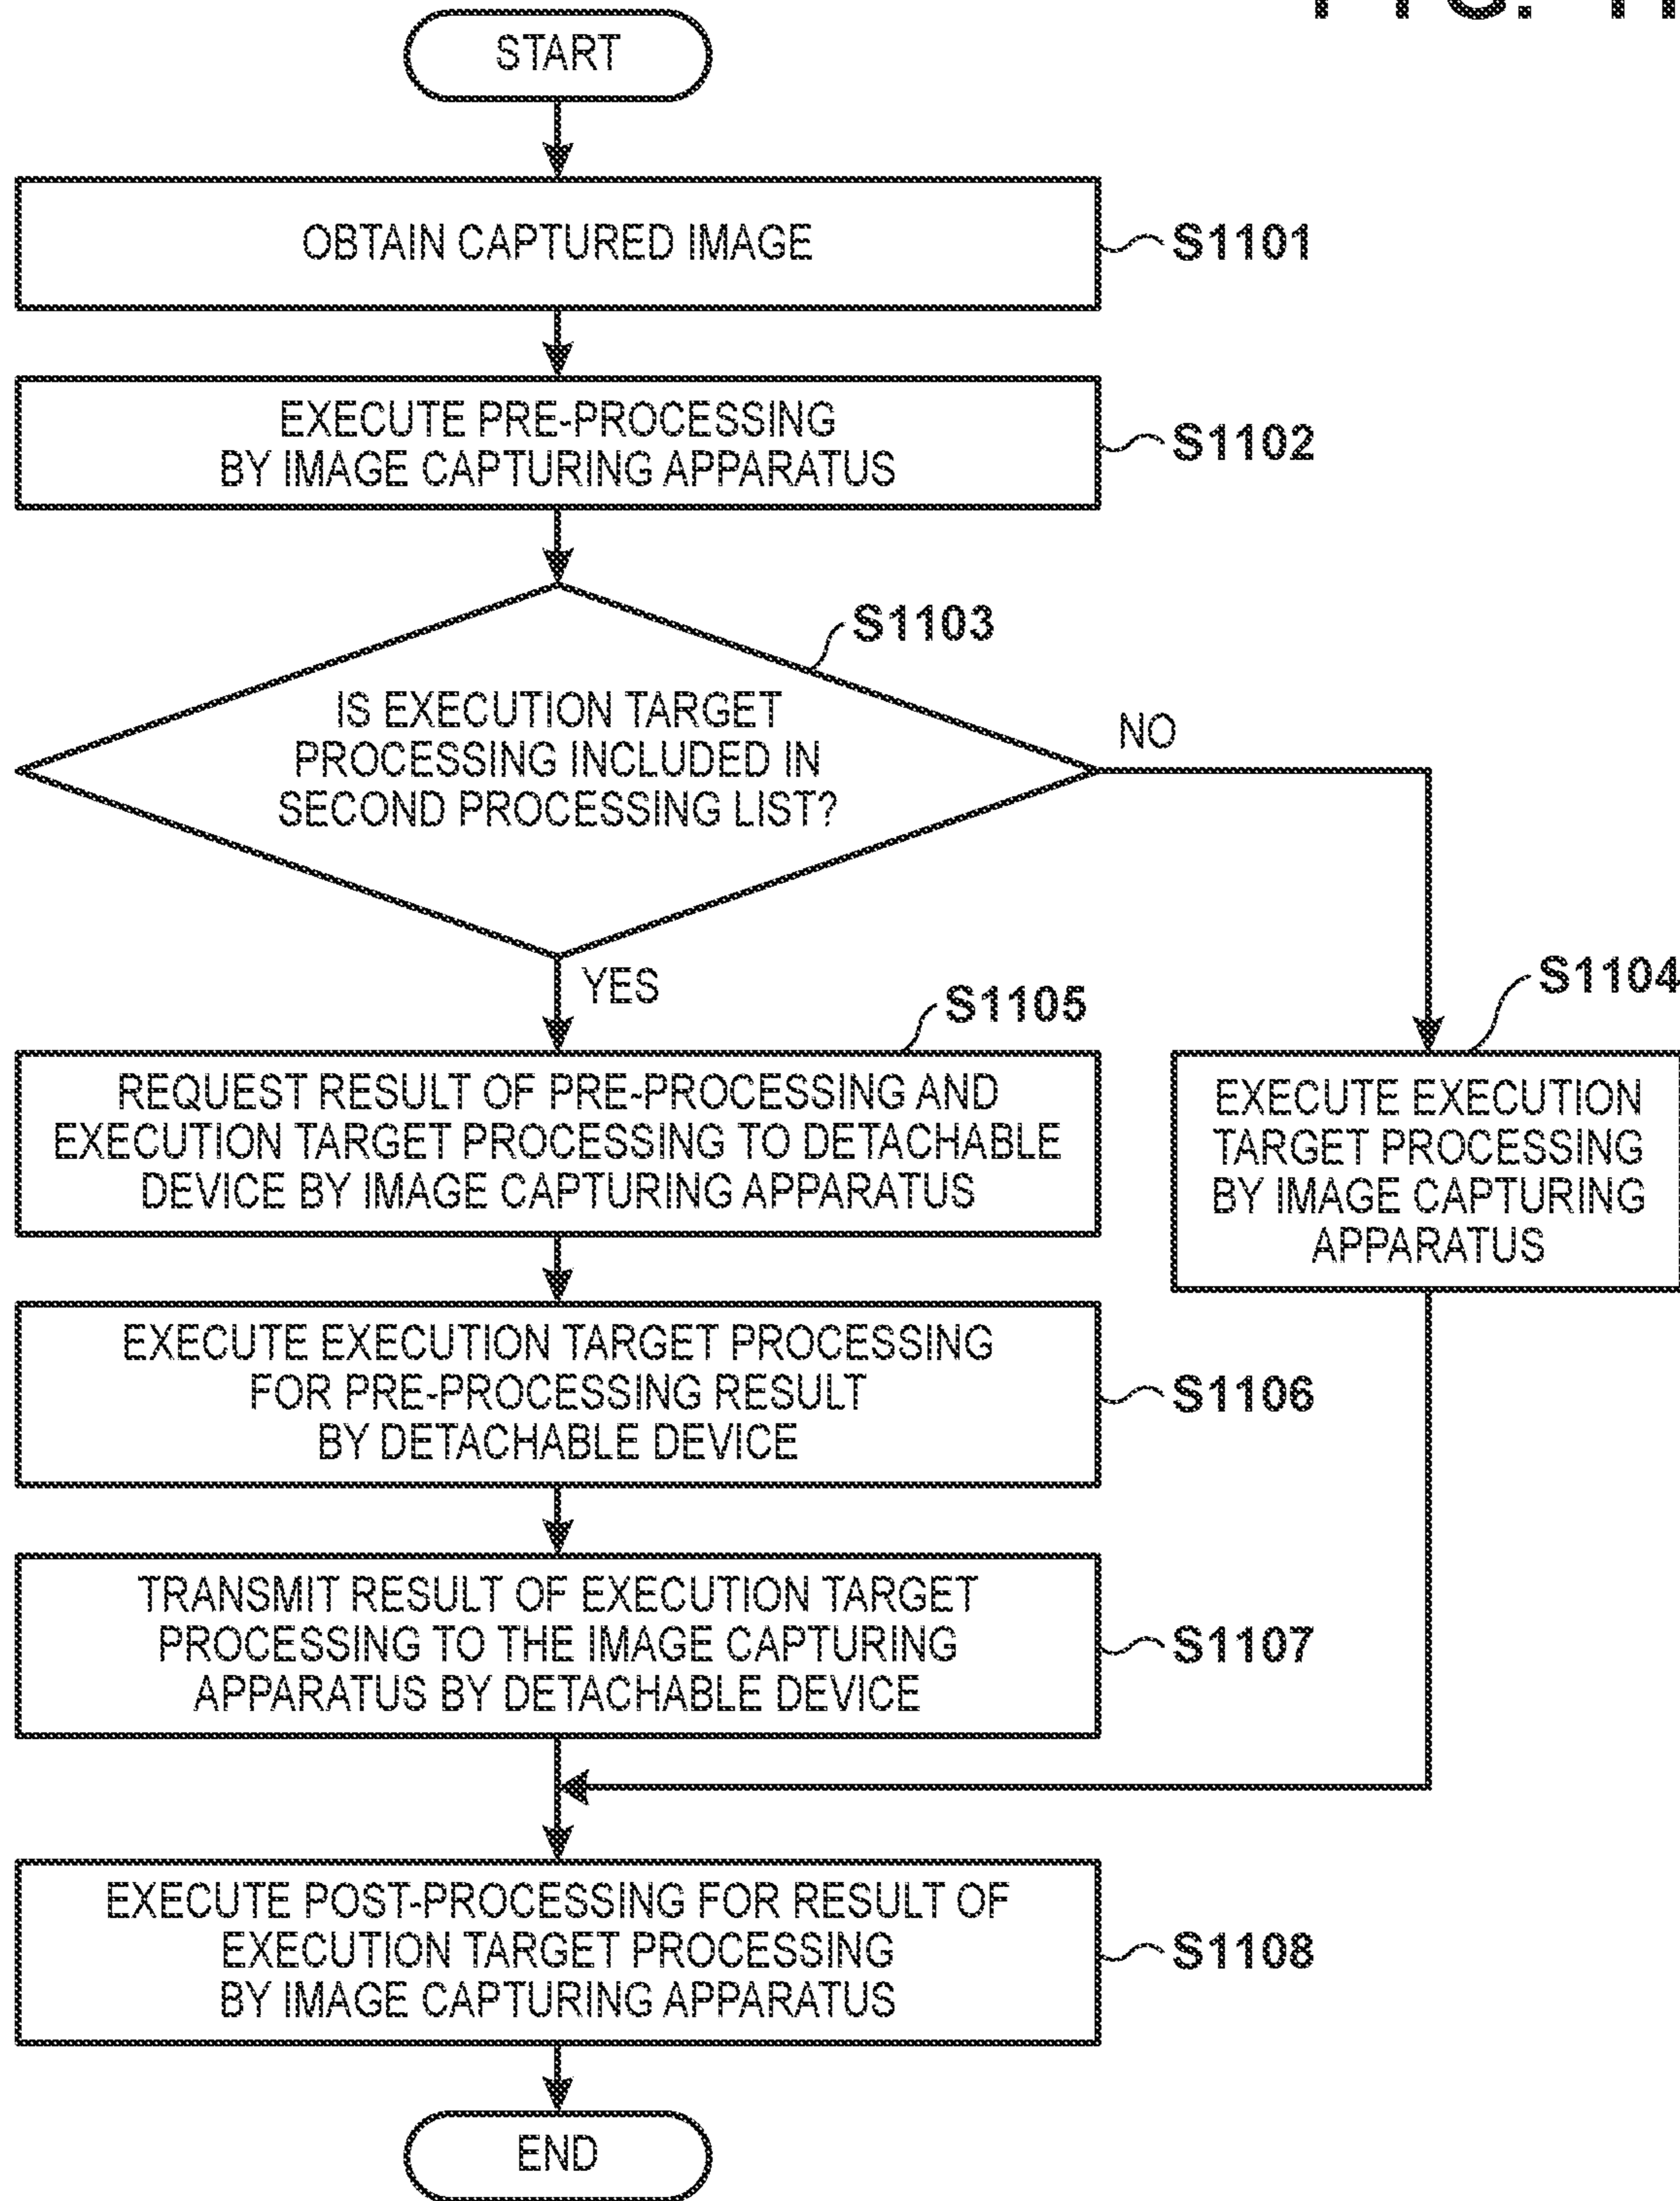 START
OBTAIN CAPTURED IMAGE
S1101
EXECUTE PRE-PROCESSING
BY IMAGE CAPTURING APPARATUS
S1102
S1103
IS EXECUTION TARGET
PROCESSING INCLUDED IN
SECOND PROCESSING LIST?
NO
YES
S1104
EXECUTE EXECUTION
TARGET PROCESSING
BY IMAGE CAPTURING
APPARATUS
S1105
REQUEST RESULT OF PRE-PROCESSING AND
EXECUTION TARGET PROCESSING TO DETACHABLE
DEVICE BY IMAGE CAPTURING APPARATUS
EXECUTE EXECUTION TARGET PROCESSING
FOR PRE-PROCESSING RESULT
BY DETACHABLE DEVICE
S1106
TRANSMIT RESULT OF EXECUTION TARGET
PROCESSING TO THE IMAGE CAPTURING
APPARATUS BY DETACHABLE DEVICE
S1107
EXECUTE POST-PROCESSING FOR RESULT OF
EXECUTION TARGET PROCESSING
BY IMAGE CAPTURING APPARATUS
S1108
END